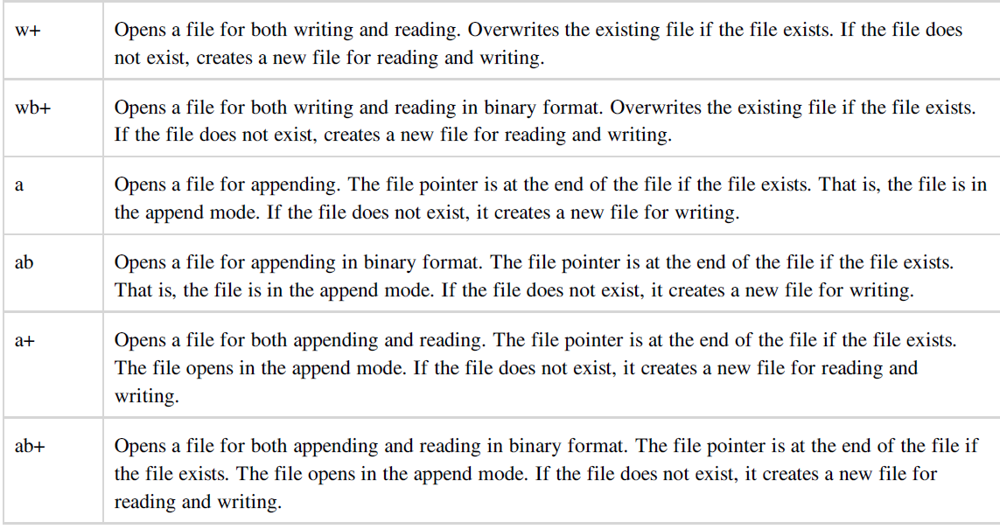 w+
Opens a file for both writing and reading. Overwrites the existing file if the file exists. If the file does
not exist, creates a new file for reading and writing.
wb+
Opens a file for both writing and reading in binary format. Overwrites the existing file if the file exists.
If the file does not exist, creates a new file for reading and writing.
a
Opens a file for appending. The file pointer is at the end of the file if the file exists. That is, the file is in
the append mode. If the file does not exist, it creates a new file for writing.
ab
Opens a file for appending in binary format. The file pointer is at the end of the file if the file exists.
That is, the file is in the append mode. If the file does not exist, it creates a new file for writing.
a+
Opens a file for both appending and reading. The file pointer is at the end of the file if the file exists.
The file opens in the append mode. If the file does not exist, it creates a new file for reading and
writing.
ab+
Opens a file for both appending and reading in binary format. The file pointer is at the end of the file if
the file exists. The file opens in the append mode. If the file does not exist, it creates a new file for
reading and writing.